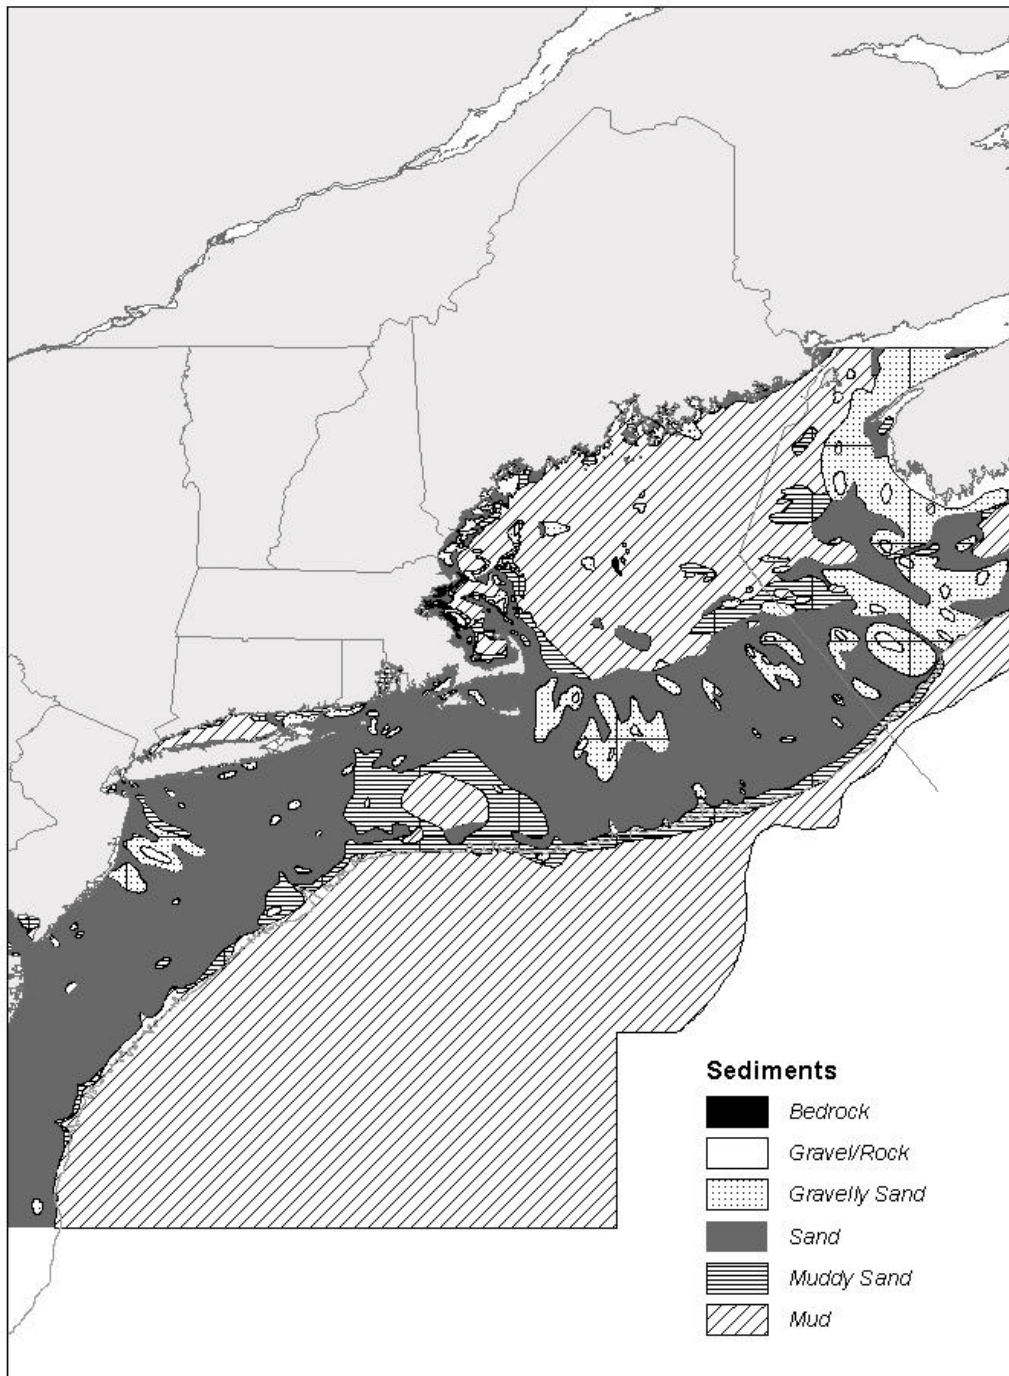 Sediments
Bedrock
Gravel/Rock
Gravelly Sand
Sand
Muddy Sand
Mud